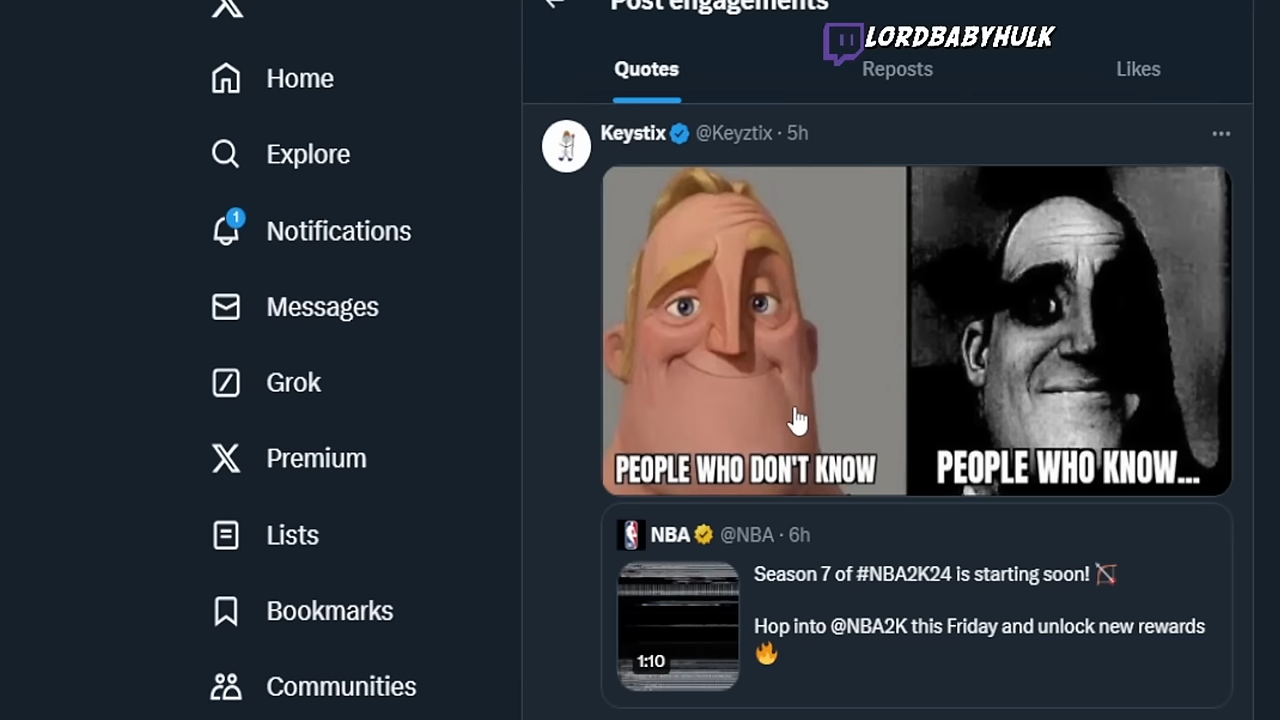 Post engagements
LORDBABYHULK
Quotes
Reposts
Likes
Home
Explore
1
Notifications
Messages
Grok
Premium
Lists
Bookmarks
Communities
Keystix @Keyztix · 5h
PEOPLE WHO DON'T KNOW
PEOPLE WHO KNOW...
NBA @NBA · 6h
Season 7 of #NBA2K24 is starting soon! 🏹
Hop into @NBA2K this Friday and unlock new rewards
🔥
1:10